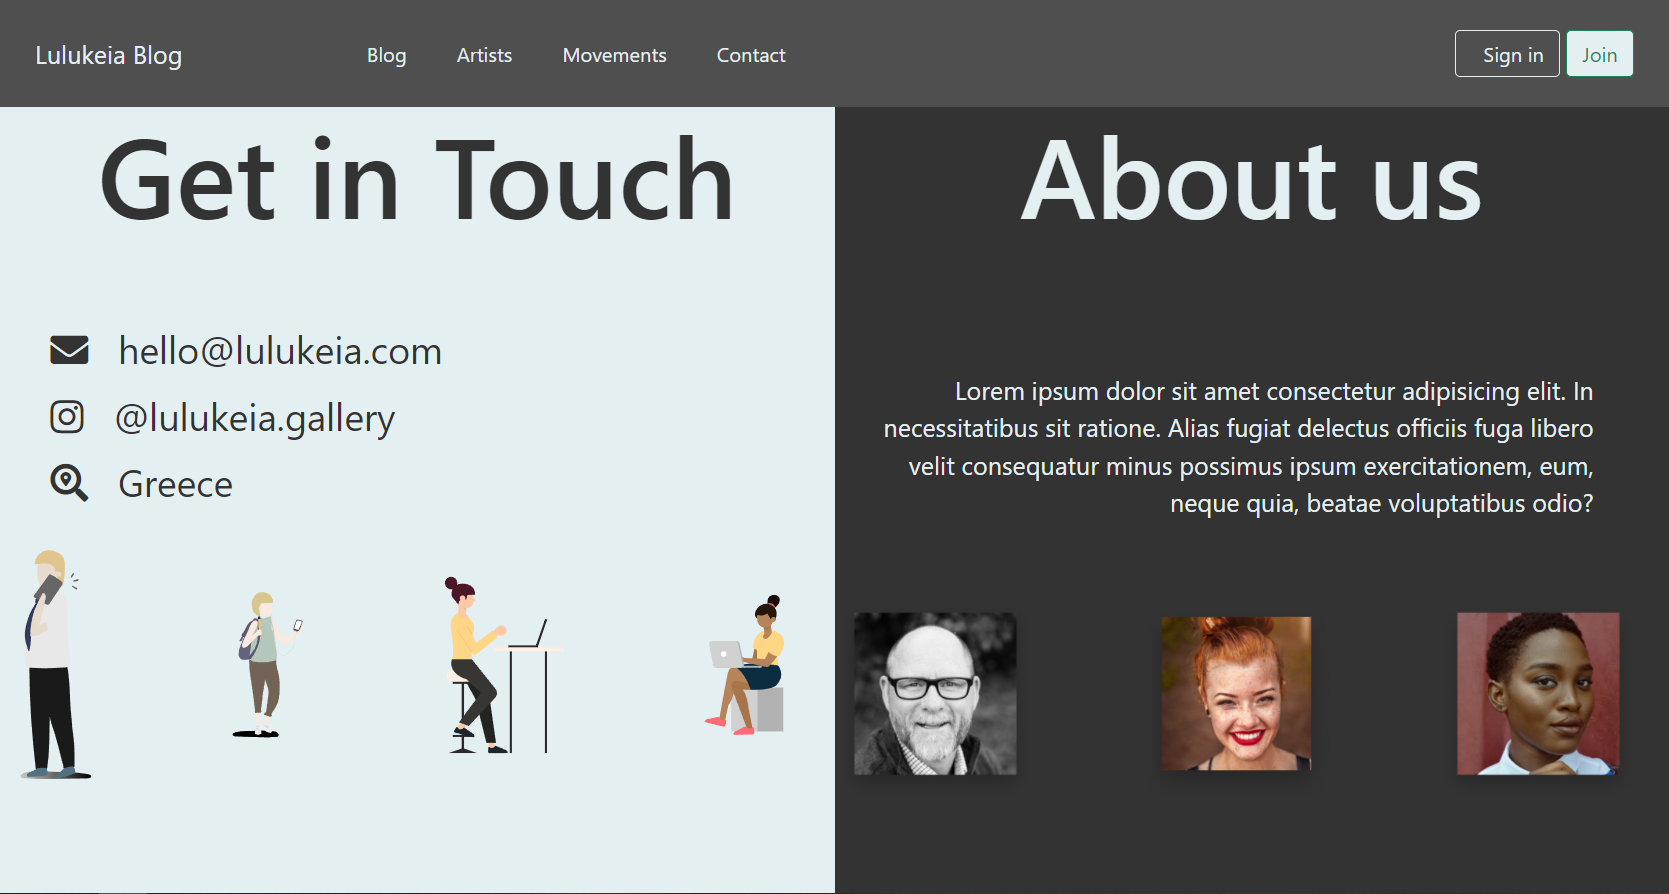 Lulukeia Blog
Blog
Artists
Movements
Contact
Sign in
Join
Get in Touch
hello@lulukeia.com
@lulukeia.gallery
Greece
About us
Lorem ipsum dolor sit amet consectetur adipisicing elit. In
necessitatibus sit ratione. Alias fugiat delectus officiis fuga libero
velit consequatur minus possimus ipsum exercitationem, eum,
neque quia, beatae voluptatibus odio?